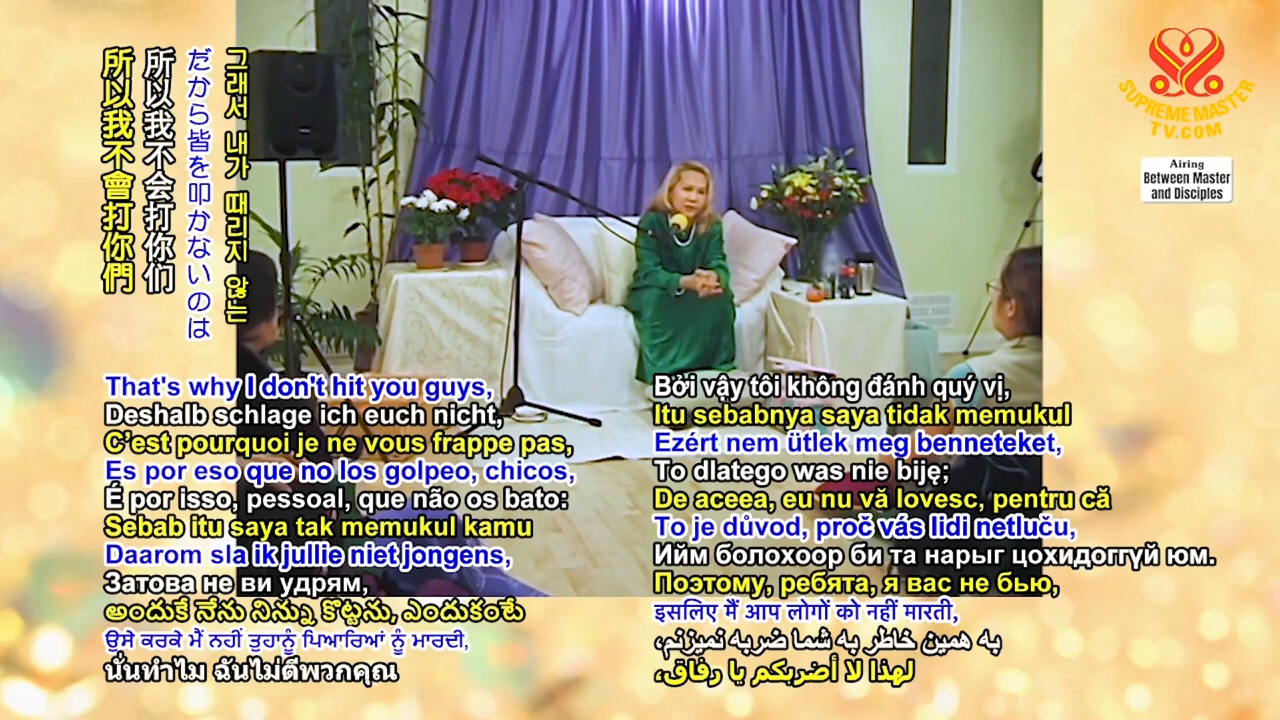 그래서 내가 때리지 않는
だから皆を叩かないのは
所以我不会打你们
所以我不會打你們
SUPREME MASTER
TV.COM
Airing
Between Master
and Disciples
That's why I don't hit you guys,
Deshalb schlage ich euch nicht,
C'est pourquoi je ne vous frappe pas,
Es por eso que no los golpeo, chicos,
É por isso, pessoal, que não os bato:
Sebab itu saya tak memukul kamu
Daarom sla ik jullie niet jongens,
Затова не ви удрям,
అందుకే నేను నిన్ను కొట్టను, ఎందుకంటే
ਉਸੇ ਕਰਕੇ ਮੈਂ ਨਹੀਂ ਤੁਹਾਨੂੰ ਪਿਆਰਿਆਂ ਨੂੰ ਮਾਰਦੀ,
นั่นทำไม ฉันไม่ตีพวกคุณ
Bởi vậy tôi không đánh quý vị,
Itu sebabnya saya tidak memukul
Ezért nem ütlek meg benneteket,
To dlatego was nie biję;
De aceea, eu nu vă lovesc, pentru că
To je důvod, proč vás lidi netluču,
Ийм болохоор би та нарыг цохидоггүй юм.
Поэтому, ребята, я вас не бью,
इसलिए मैं आप लोगों को नहीं मारती,
به همین خاطر به شما ضربه نمیزنم،
لهذا لا أضربكم يا رفاق،